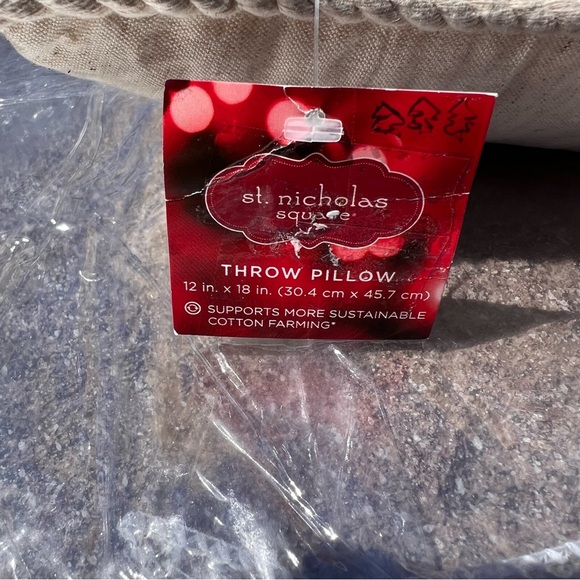 st. nicholas
square®
THROW PILLOW
12 in. x 18 in. (30.4 cm x 45.7 cm)
SUPPORTS MORE SUSTAINABLE
COTTON FARMING*